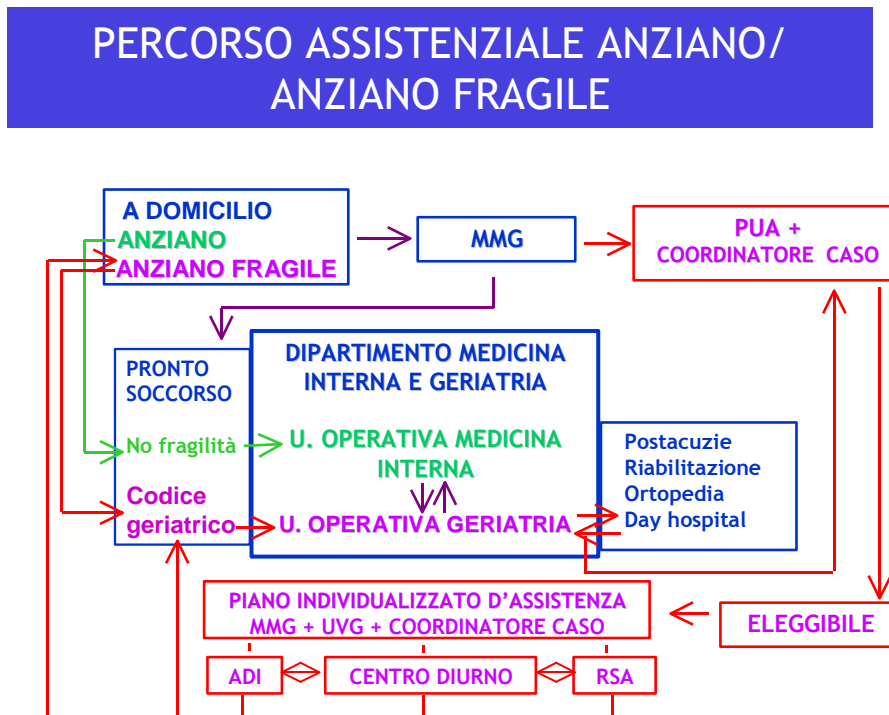 PERCORSO ASSISTENZIALE ANZIANO/
ANZIANO FRAGILE
A DOMICILIO
ANZIANO
ANZIANO FRAGILE
MMG
PUA +
COORDINATORE CASO
PRONTO
SOCCORSO
No fragilità
Codice
geriatrico
DIPARTIMENTO MEDICINA
INTERNA E GERIATRIA
U. OPERATIVA MEDICINA
INTERNA
U. OPERATIVA GERIATRIA
Postacuzie
Riabilitazione
Ortopedia
Day hospital
PIANO INDIVIDUALIZZATO D’ASSISTENZA
MMG + UVG + COORDINATORE CASO
ELEGGIBILE
ADI
CENTRO DIURNO
RSA